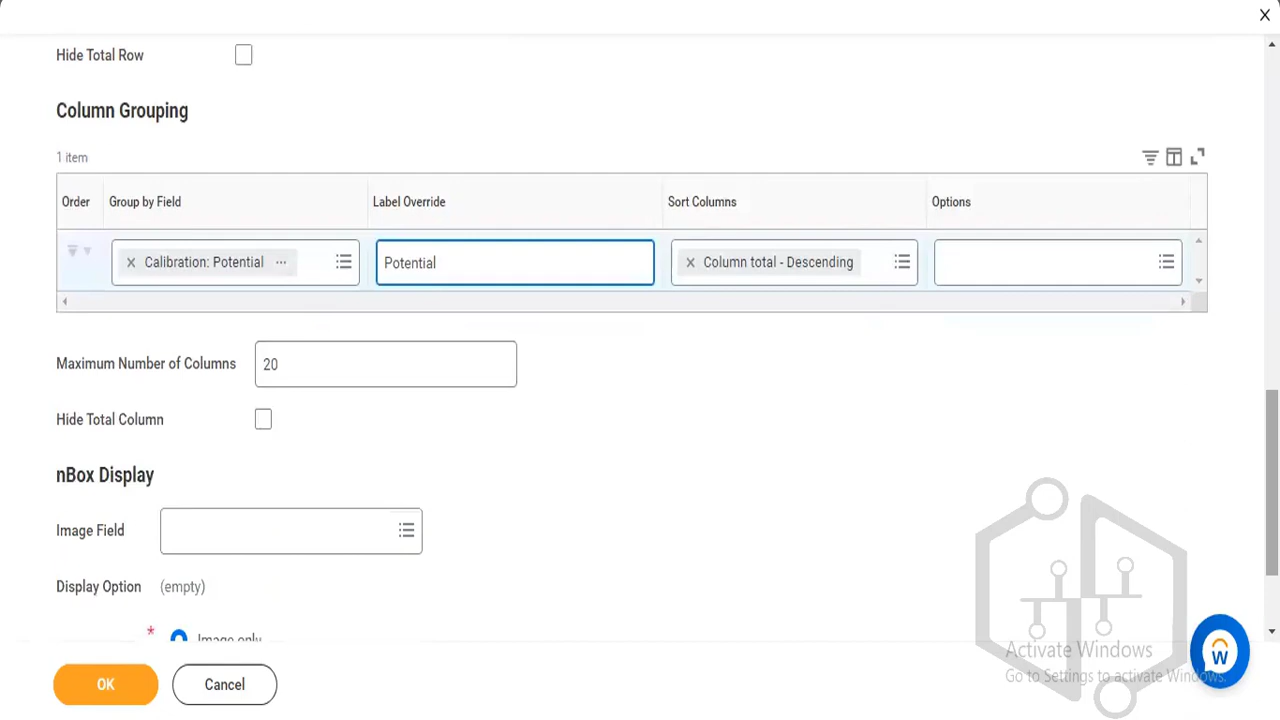 X
Hide Total Row
Column Grouping
1 item
Order Group by Field Label Override Sort Columns Options
× Calibration: Potential ... Potential × Column total - Descending
Maximum Number of Columns 20
Hide Total Column
nBox Display
Image Field
Display Option (empty)
* Image only
Activate Windows
Go to Settings to activate Windows.
W
OK Cancel